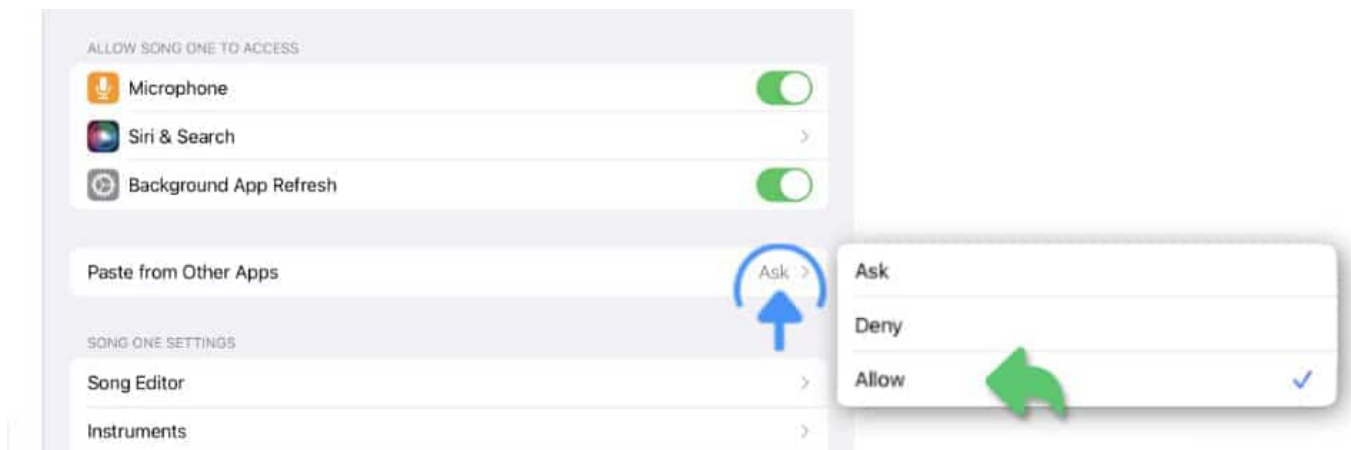 ALLOW SONG ONE TO ACCESS
Microphone
Siri & Search
Background App Refresh
Paste from Other Apps Ask
Ask
Deny
Allow
SONG ONE SETTINGS
Song Editor
Instruments